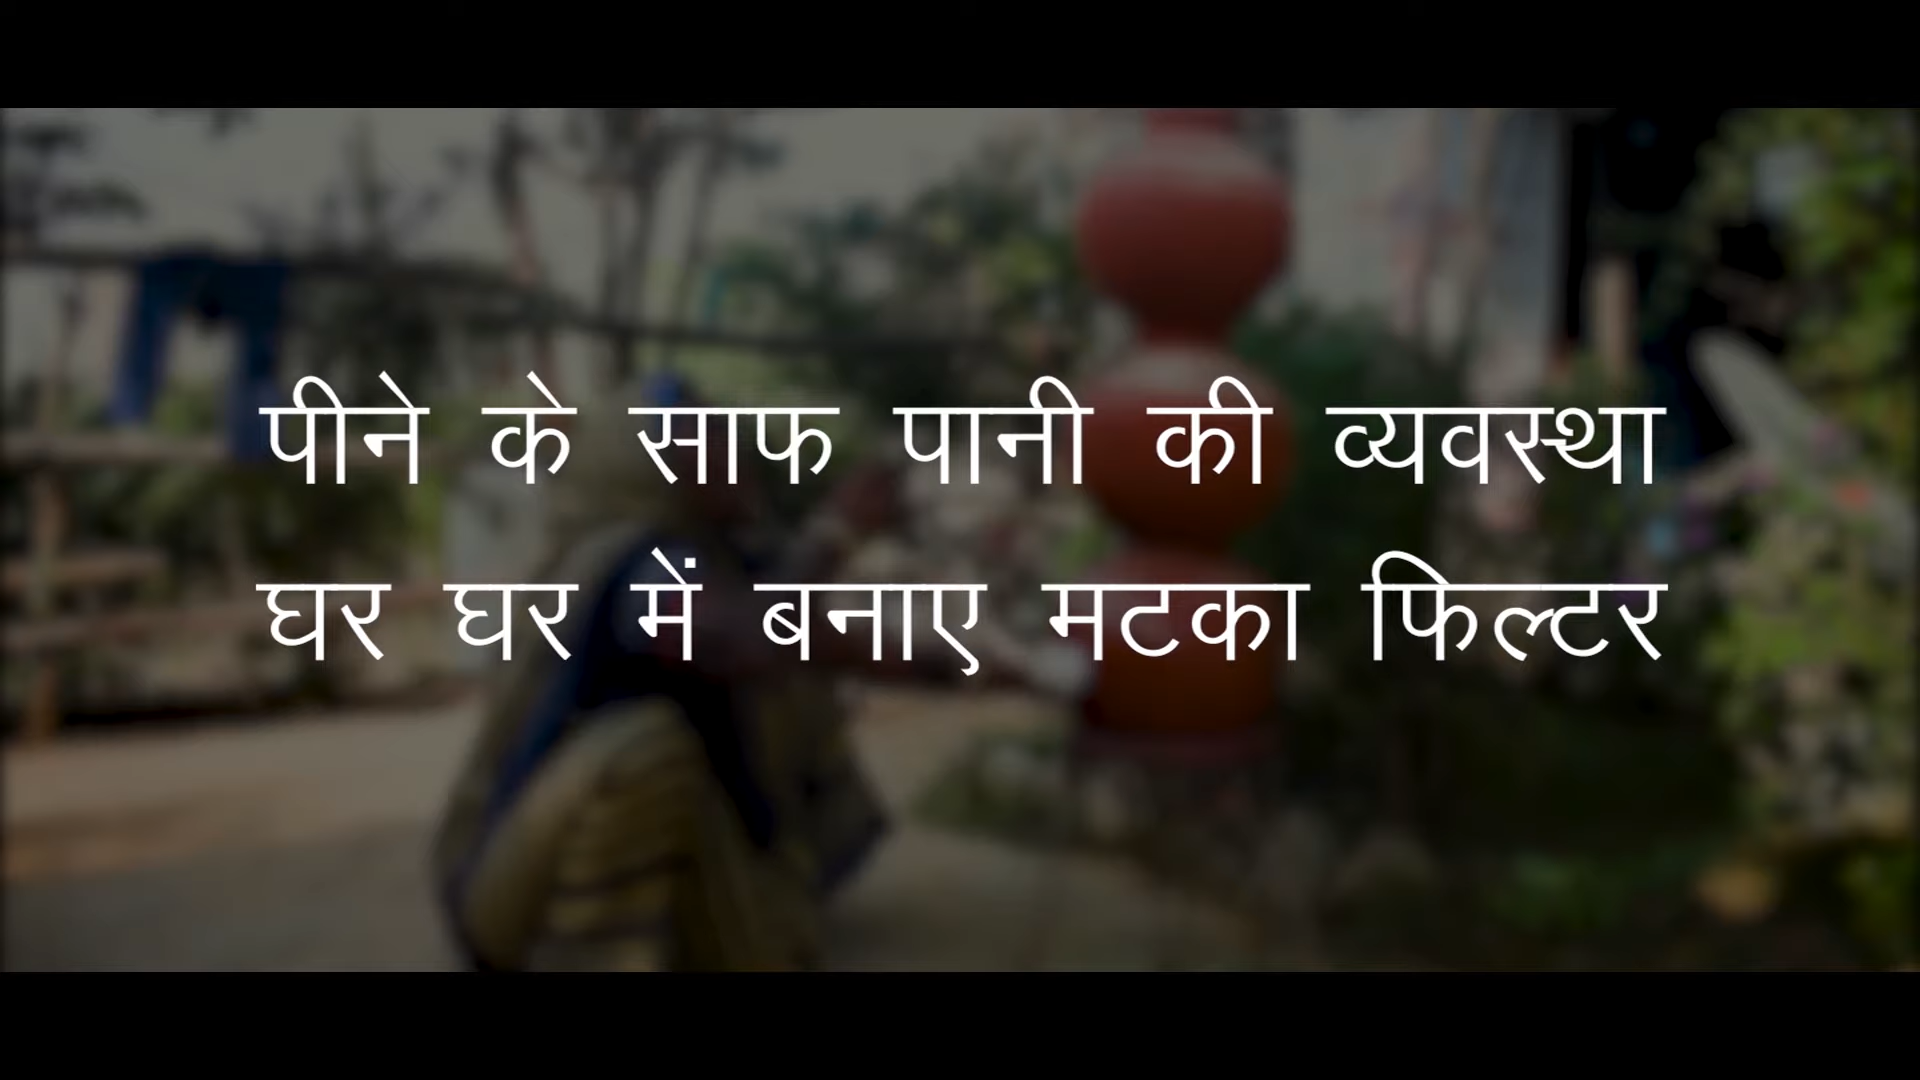 पीने के साफ पानी की व्यवस्था
घर घर में बनाए मटका फिल्टर